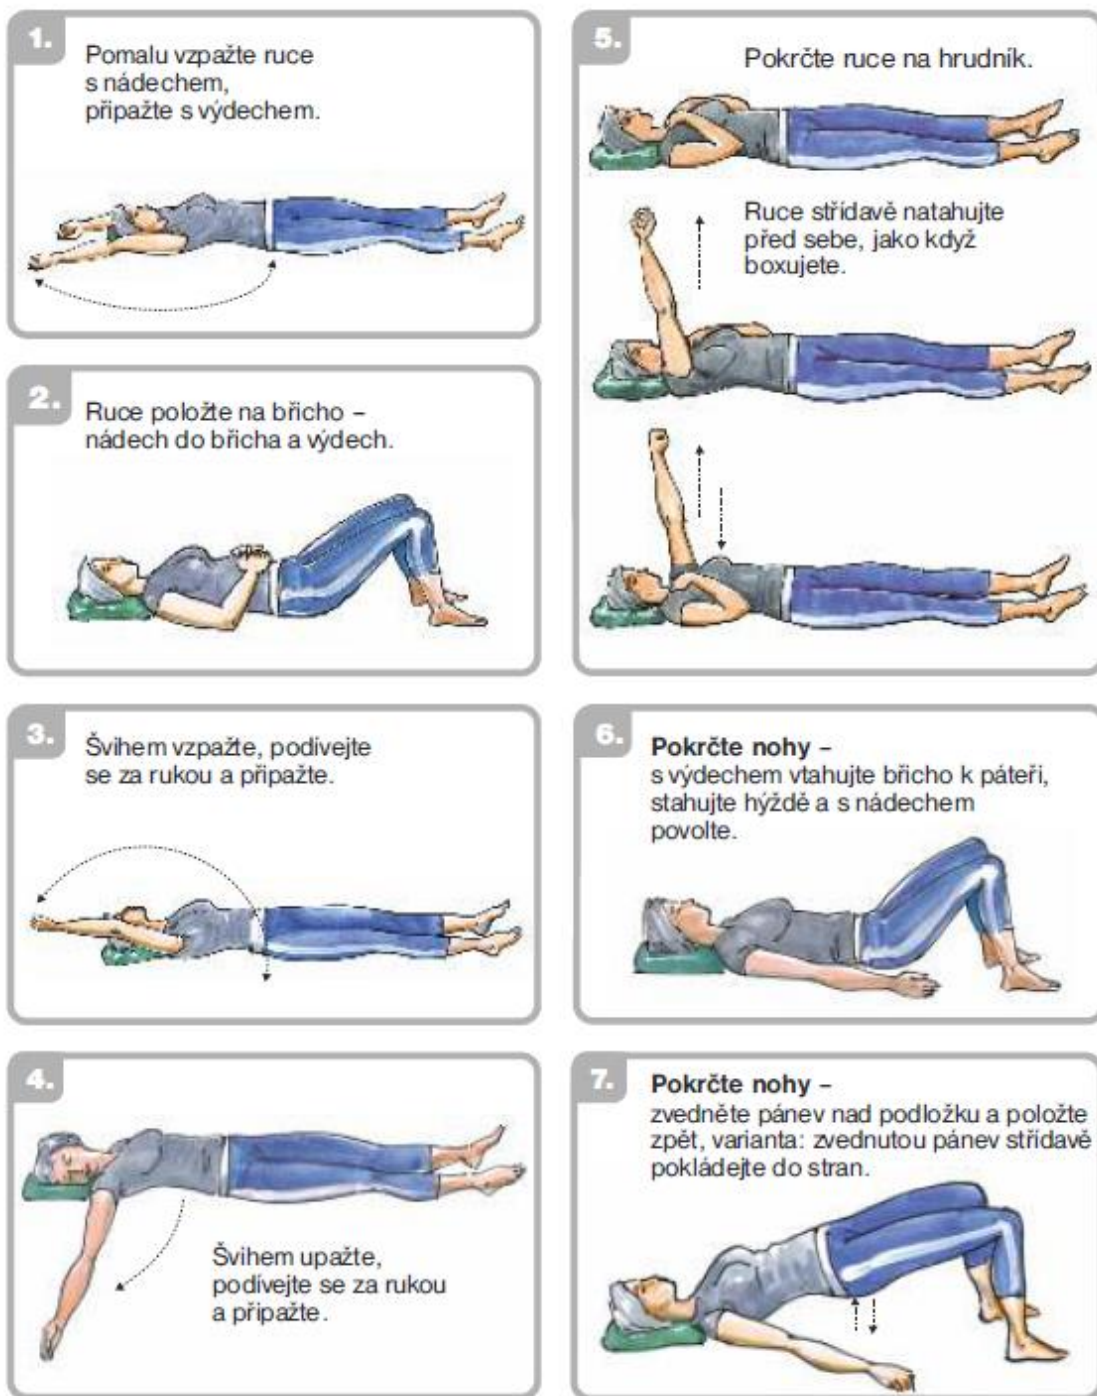 1.
Pomalu vzpažte ruce
s nádechem,
připažte s výdechem.
2.
Ruce položte na břicho –
nádech do břicha a výdech.
3.
Švihem vzpažte, podívejte
se za rukou a připažte.
4.
Švihem upažte,
podívejte se za rukou
a připažte.
5.
Pokrčte ruce na hrudník.
Ruce střídavě natahujte
před sebe, jako když
boxujete.
6.
Pokrčte nohy –
s výdechem vtahujte břicho k páteři,
stahujte hýždě a s nádechem
povolte.
7.
Pokrčte nohy –
zvedněte pánev nad podložku a položte
zpět, varianta: zvednutou pánev střídavě
pokládejte do stran.